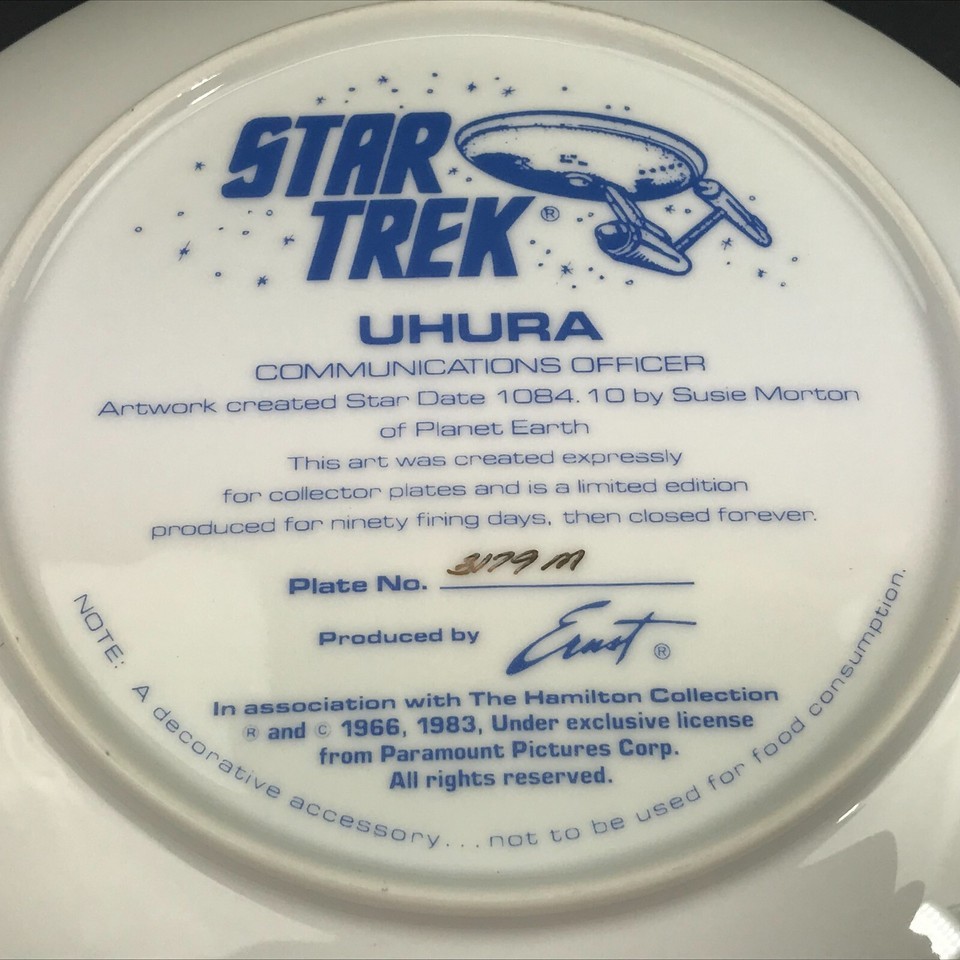 STAR
TREK®
UHURA
COMMUNICATIONS OFFICER
Artwork created Star Date 1084.10 by Susie Morton
of Planet Earth
This art was created expressly
for collector plates and is a limited edition
produced for ninety firing days, then closed forever.
Plate No. 3179 M
Produced by Ernst ®
In association with The Hamilton Collection
® and © 1966, 1983, Under exclusive license
from Paramount Pictures Corp.
All rights reserved.
NOTE: A decorative accessory...not to be used for food consumption.